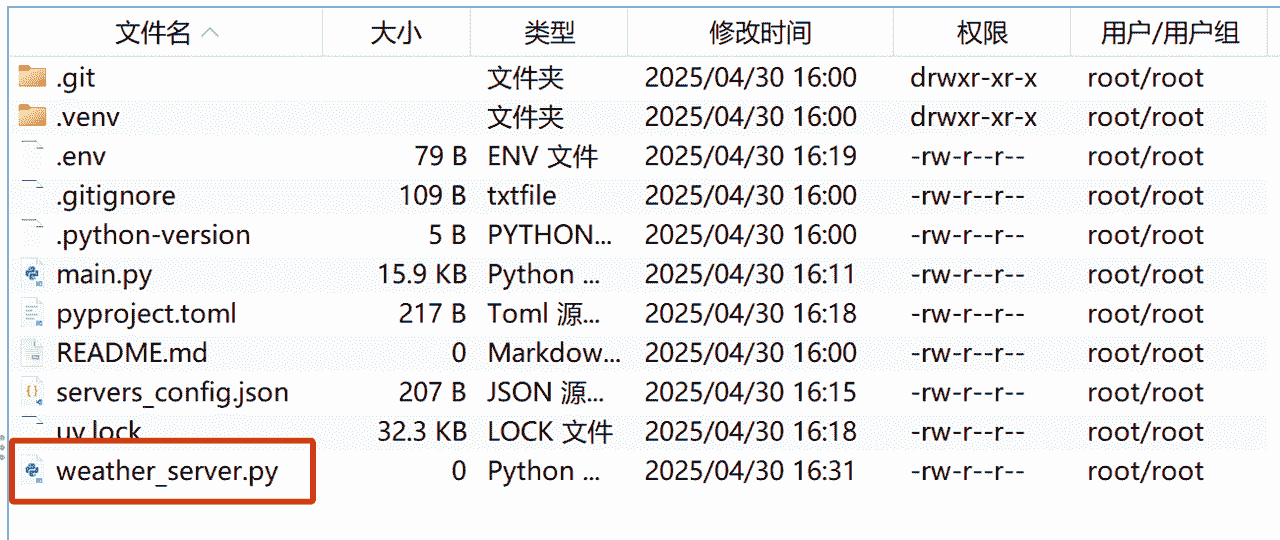 文件名 大小 类型 修改时间 权限 用户/用户组
.git 文件夹 2025/04/30 16:00 drwxr-xr-x root/root
.venv 文件夹 2025/04/30 16:00 drwxr-xr-x root/root
.env 79 B ENV 文件 2025/04/30 16:19 -rw-r--r-- root/root
.gitignore 109 B txtfile 2025/04/30 16:00 -rw-r--r-- root/root
.python-version 5 B PYTHON... 2025/04/30 16:00 -rw-r--r-- root/root
main.py 15.9 KB Python ... 2025/04/30 16:11 -rw-r--r-- root/root
pyproject.toml 217 B Toml 源... 2025/04/30 16:18 -rw-r--r-- root/root
README.md 0 Markdow... 2025/04/30 16:00 -rw-r--r-- root/root
servers_config.json 207 B JSON 源... 2025/04/30 16:15 -rw-r--r-- root/root
uv.lock 32.3 KB LOCK 文件 2025/04/30 16:18 -rw-r--r-- root/root
weather_server.py 0 Python ... 2025/04/30 16:31 -rw-r--r-- root/root